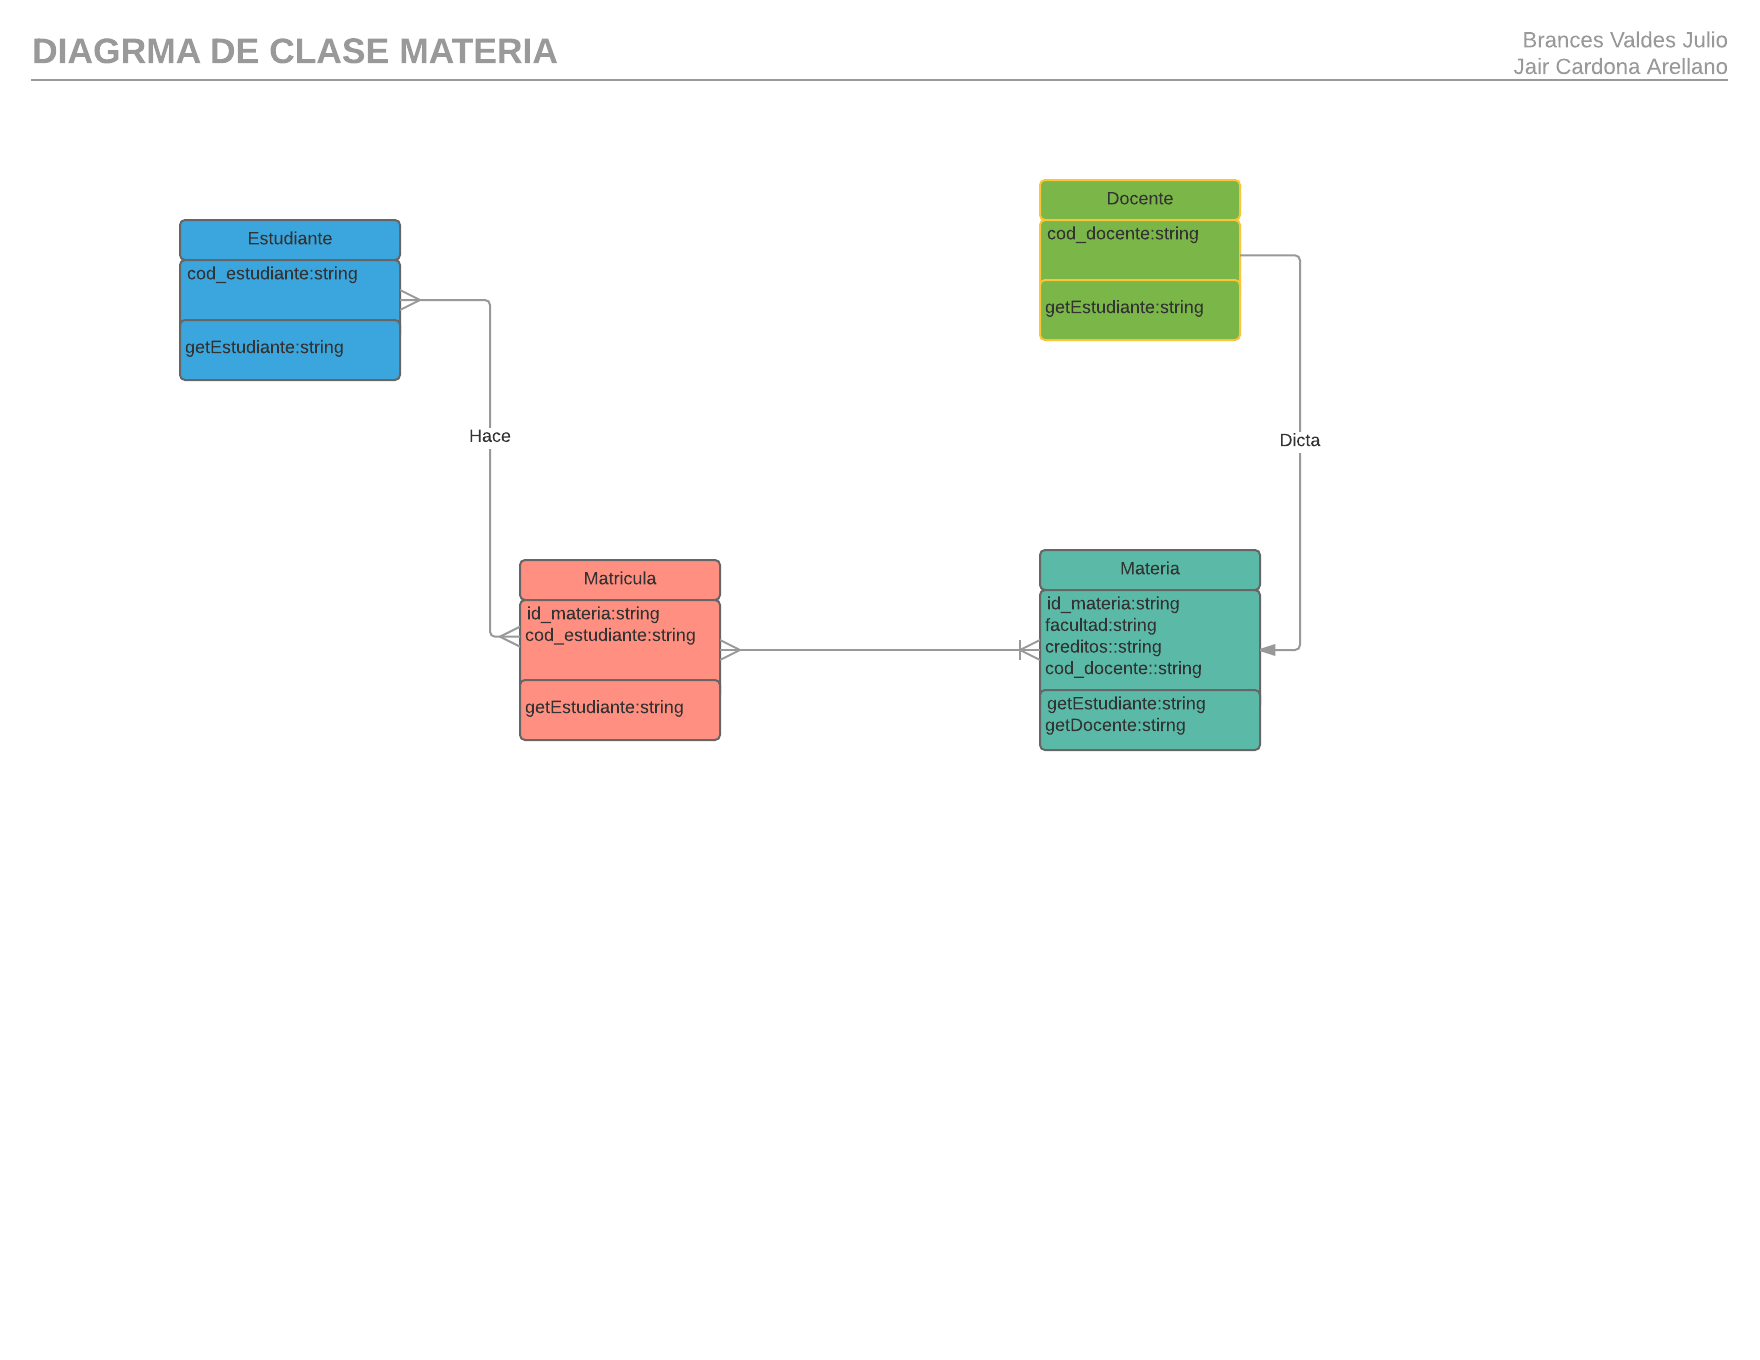 DIAGRMA DE CLASE MATERIA
Brances Valdes Julio
Jair Cardona Arellano
Estudiante
cod_estudiante:string
getEstudiante:string
Docente
cod_docente:string
getEstudiante:string
Hace
Dicta
Matricula
id_materia:string
cod_estudiante:string
getEstudiante:string
Materia
id_materia:string
facultad:string
creditos::string
cod_docente::string
getEstudiante:string
getDocente:stirng